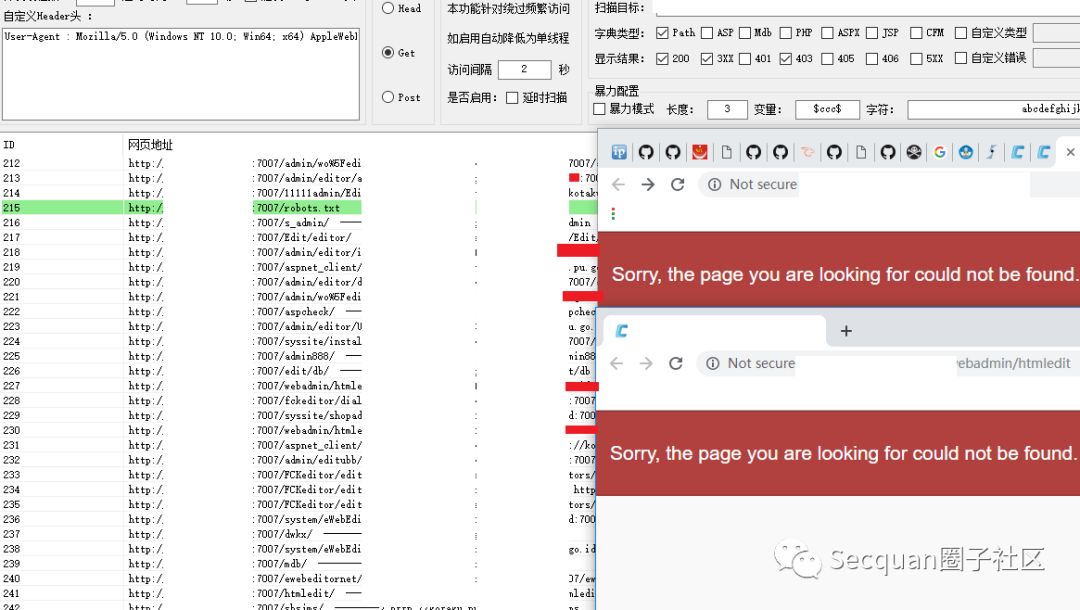 自定义Header头 :
User-Agent : Mozilla/5.0 (Windows NT 10.0; Win64; x64)
Head
Get
Post
本功能针对绕过频繁访问
如启用自动降低为单线程
访问间隔 2 秒
是否启用: 延时扫描
扫描目标:
字典类型: Path ASP Mdb PHP ASPX JSP CFM 自定义类型
显示结果: 200 3XX 401 403 405 406 5XX 自定义错误
暴力配置
暴力模式 长度: 3 变量: $ccc$ 字符: abcdefghijk
ID 网页地址
212 http:/ :7007/admin/wo%5Fedi 7007/
213 http:/ :7007/admin/editor/a
214 http:/ :7007/11111admin/Edi
215 http:/ :7007/robots.txt
216 http:/ :7007/s_admin/ dmin
217 http:/ :7007/Edit/editor/ /Edit/
218 http:/ :7007/admin/editor/i
219 http:/ :7007/aspnet_client/
220 http:/ :7007/admin/editor/d 7007/
221 http:/ :7007/admin/wo%5Fedi
222 http:/ :7007/aspcheck/ pchec
223 http:/ :7007/admin/editor/U
224 http:/ :7007/syssite/instal 7007/
225 http:/ :7007/admin888/ min88
226 http:/ :7007/edit/db/ t/db
227 http:/ :7007/webadmin/htmle
228 http:/ :7007/fckeditor/dial :7007/
229 http:/ :7007/syssite/shopad d:700
230 http:/ :7007/webadmin/htmle
231 http:/ :7007/aspnet_client/
232 http:/ :7007/admin/editubb/ :7007
233 http:/ :7007/FCKeditor/edit tors/
234 http:/ :7007/FCKeditor/edit http
235 http:/ :7007/FCKeditor/edit tors/
236 http:/ :7007/system/eWebEdi d:700
237 http:/ :7007/dwkx/
238 http:/ :7007/system/eWebEdi go.id
239 http:/ :7007/mdb/
240 http:/ :7007/ewebeditornet/ 07/ew
241 http:/ :7007/htmledit/ mledi
242 http:/
Not secure
Sorry, the page you are looking for could not be found.
Not secure ebadmin/htmledit
Sorry, the page you are looking for could not be found.
Secquan圈子社区